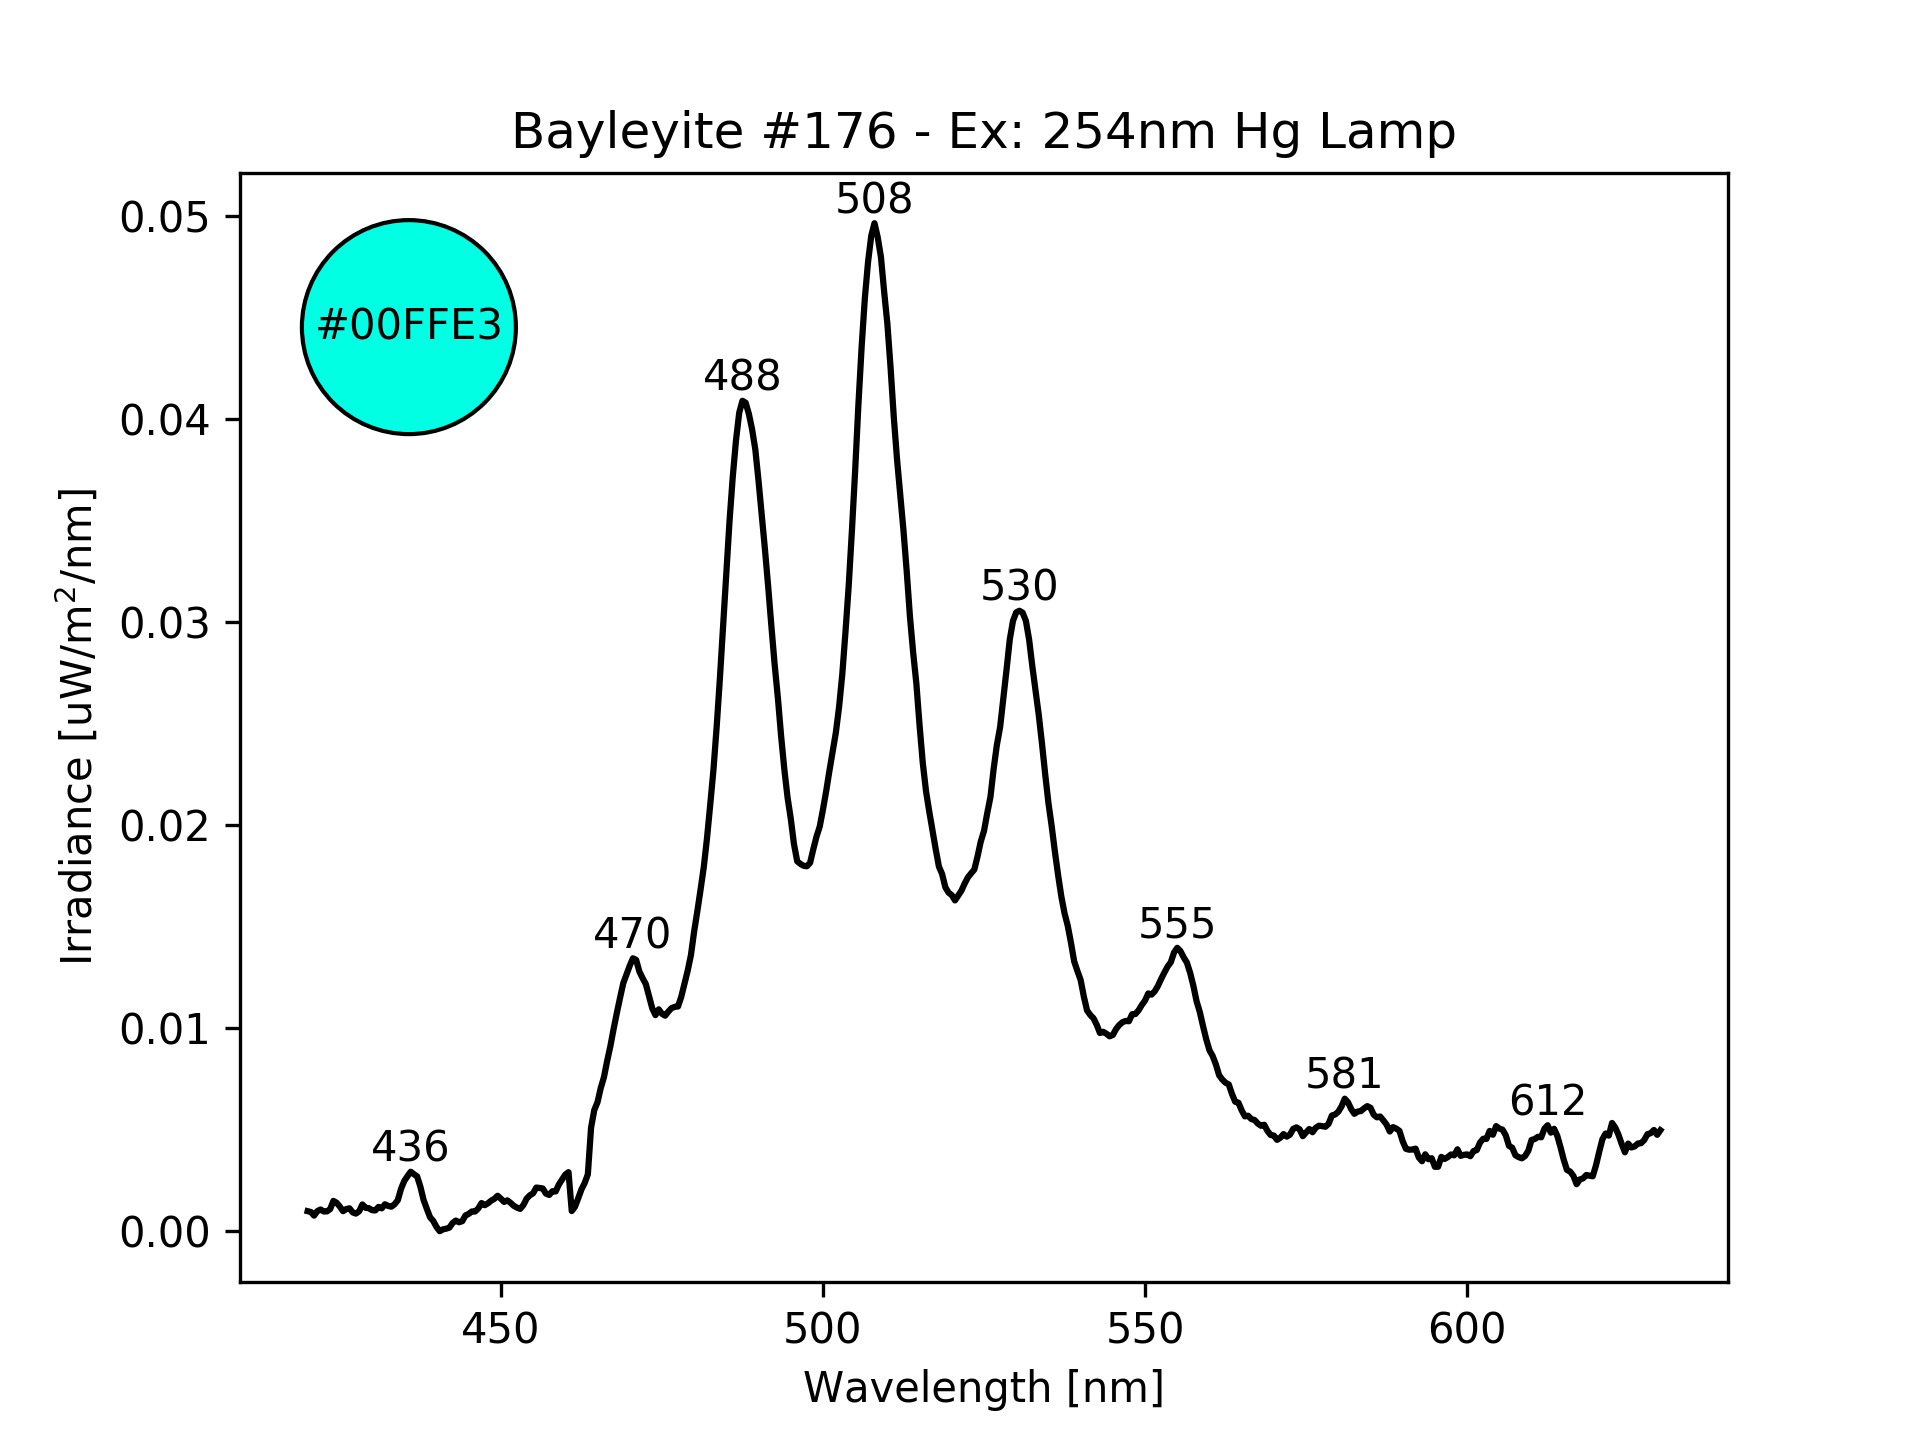 Bayleyite #176 - Ex: 254nm Hg Lamp
#00FFE3
508
488
530
470
555
581
612
436
0.05
0.04
0.03
0.02
0.01
0.00
Irradiance [uW/m²/nm]
450 500 550 600
Wavelength [nm]